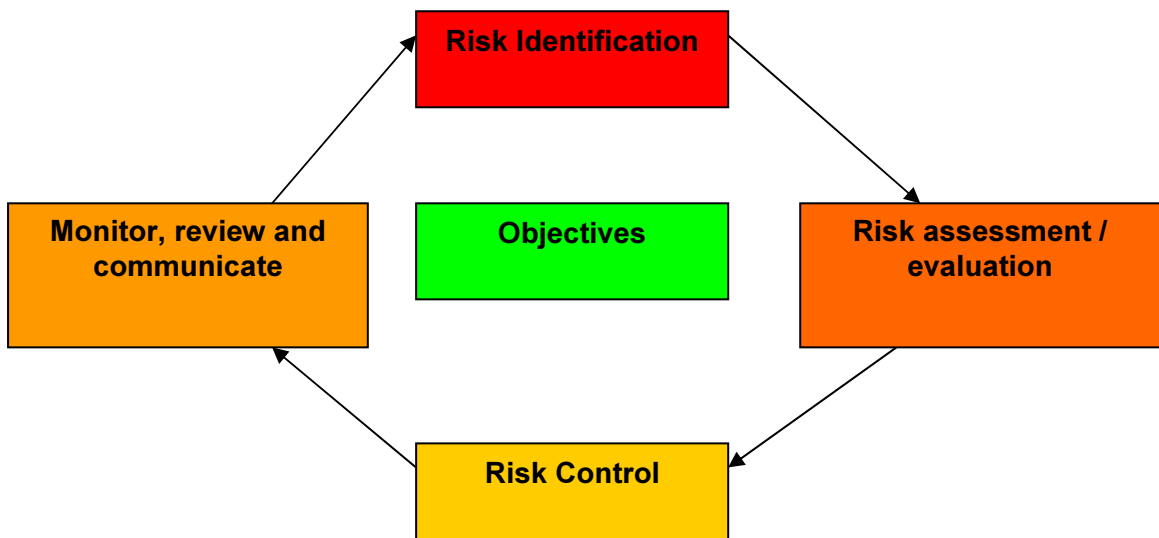 Risk Identification
Monitor, review and
communicate
Objectives
Risk assessment /
evaluation
Risk Control